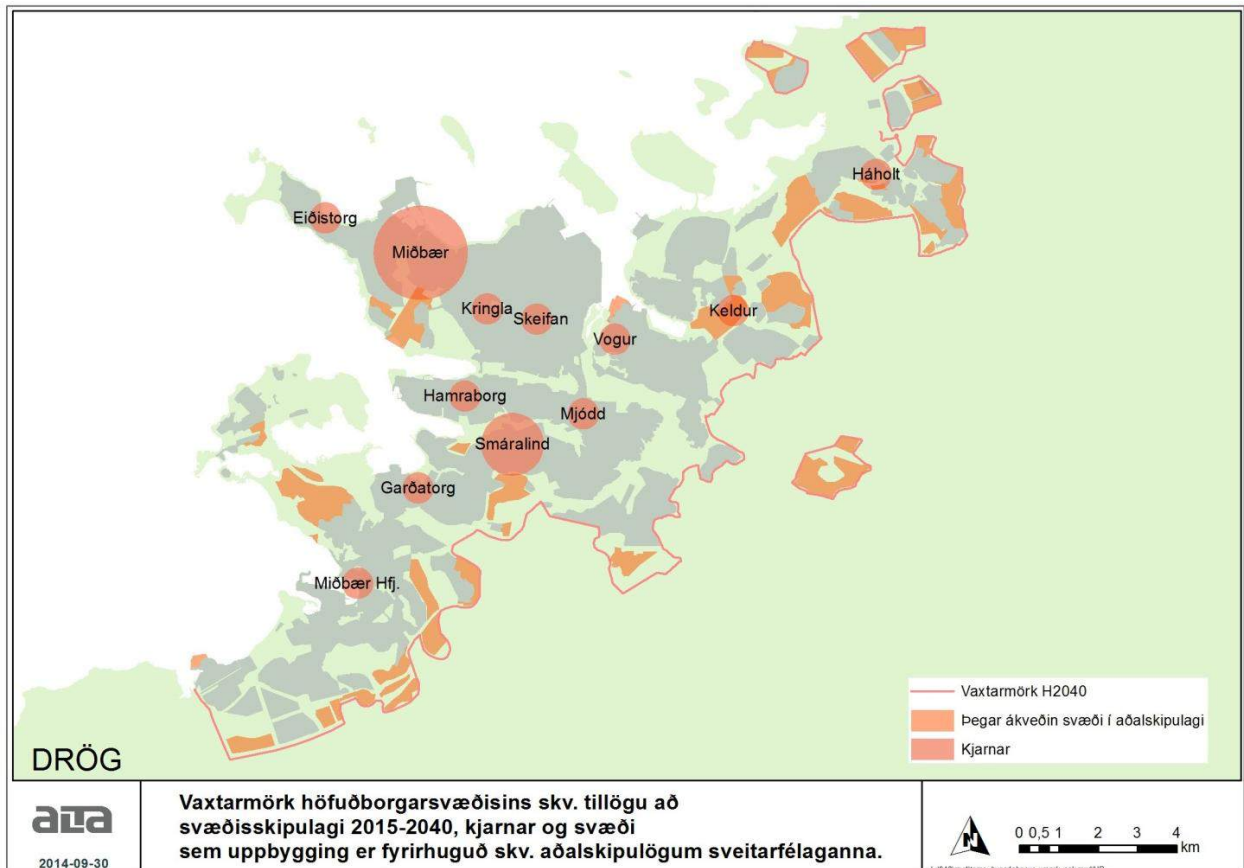 Háholt
Eiðistorg
Miðbær
Kringla
Skeifan
Keldur
Vogur
Hamraborg
Mjódd
Smáralind
Garðatorg
Miðbær Hfj.
Vaxtarmörk H2040
Þegar ákveðin svæði í aðalskipulagi
Kjarnar
DRÖG
alta
2014-09-30
Vaxtarmörk höfuðborgarsvæðisins skv. tillögu að
svæðisskipulagi 2015-2040, kjarnar og svæði
sem uppbygging er fyrirhuguð skv. aðalskipulögum sveitarfélaganna.
N
0 0,5 1 2 3 4
km